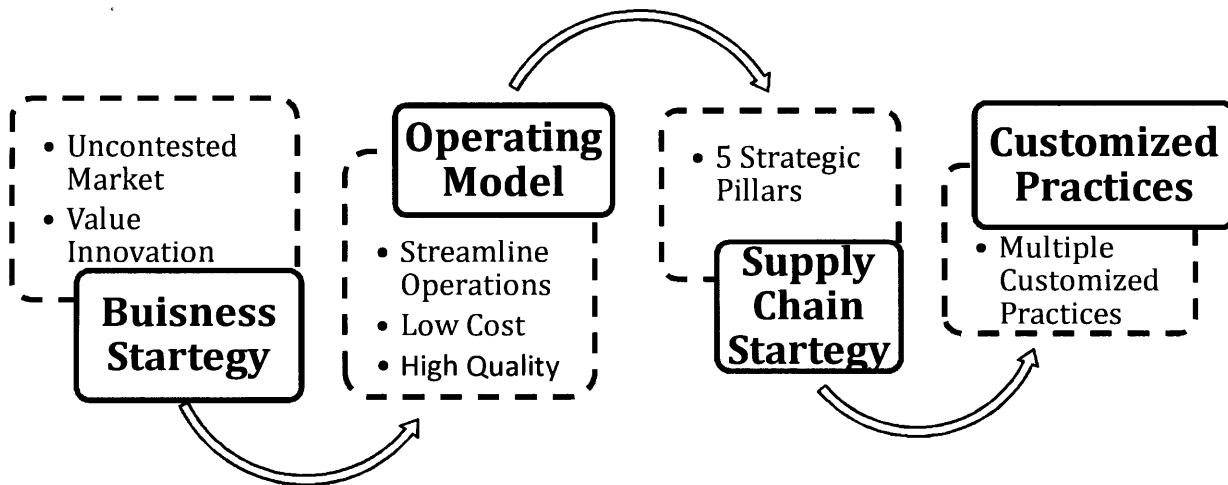 • Uncontested
Market
• Value
Innovation
Buisness
Startegy
Operating
Model
• Streamline
Operations
• Low Cost
• High Quality
• 5 Strategic
Pillars
Supply
Chain
Startegy
Customized
Practices
• Multiple
Customized
Practices